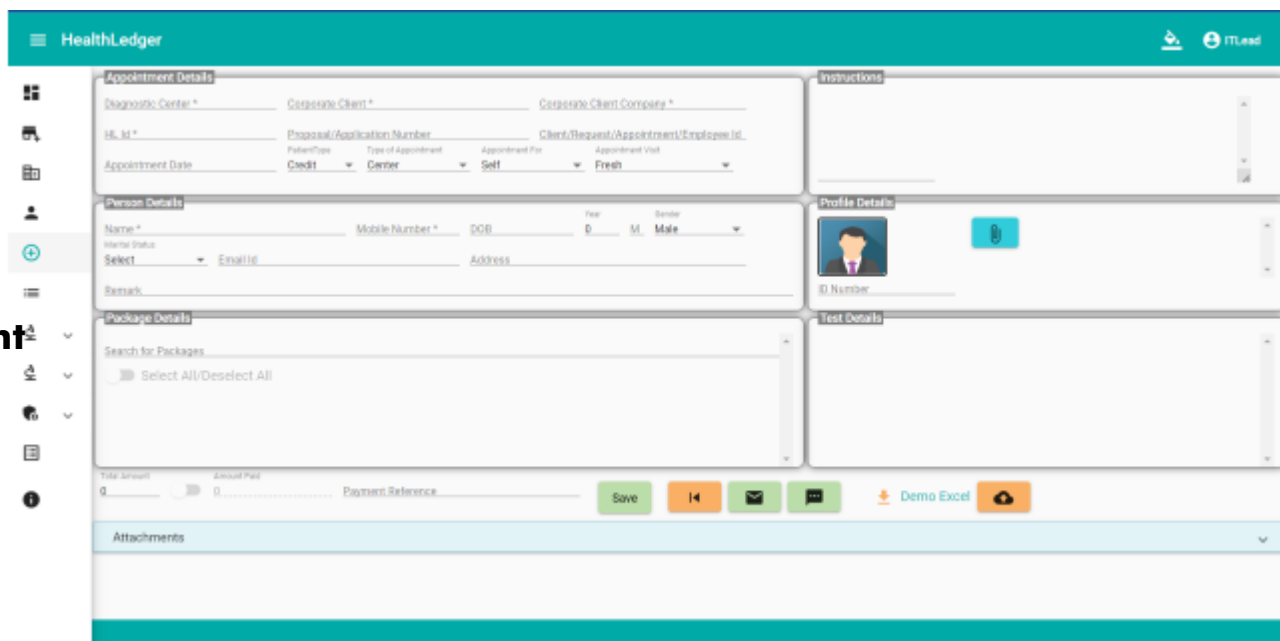 HealthLedger
ITLead
Appointment Details
Instructions
Diagnostic Center * Corporate Client * Corporate Client Company *
HL Id * Proposal/Application Number Client/Request/Appointment/Employee Id
PatientType Type of Appointment Appointment For Appointment Visit
Appointment Date Credit Center Self Fresh
Person Details
Profile Details
Year Gender
Name * Mobile Number * DOB 0 M Male
Marital Status
Select Email Id Address
Remark
ID Number
Package Details
Test Details
nt
Search for Packages
Select All/Deselect All
Total Amount Amount Paid
0 0 Payment Reference Save Demo Excel
Attachments